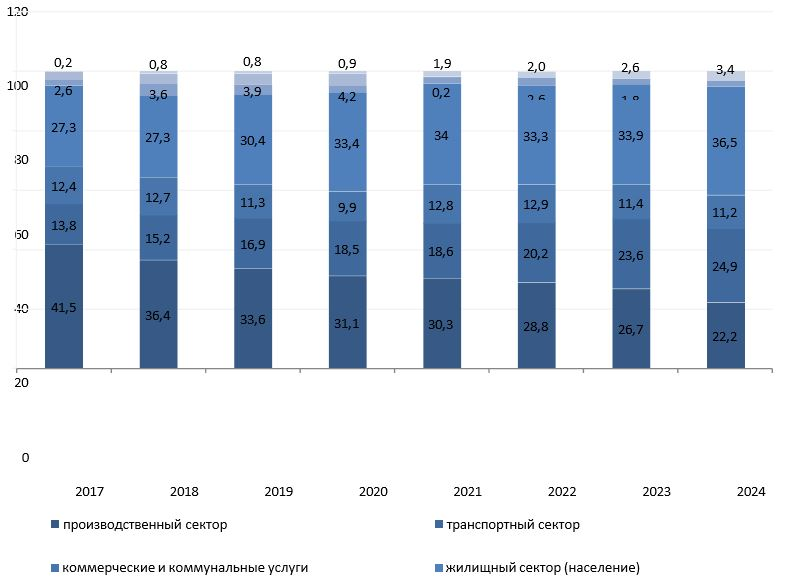 120
0,2 0,8 0,8 0,9 1,9 2,0 2,6 3,4
100
2,6 3,6 3,9 4,2 0,2 2,6 1,8
27,3 27,3 30,4 33,4 34 33,3 33,9 36,5
80
12,4 12,7 11,3 9,9 12,8 12,9 11,4 11,2
13,8 15,2 16,9 18,5 18,6 20,2 23,6 24,9
60
40
41,5 36,4 33,6 31,1 30,3 28,8 26,7 22,2
20
0
2017 2018 2019 2020 2021 2022 2023 2024
производственный сектор транспортный сектор
коммерческие и коммунальные услуги жилищный сектор (население)